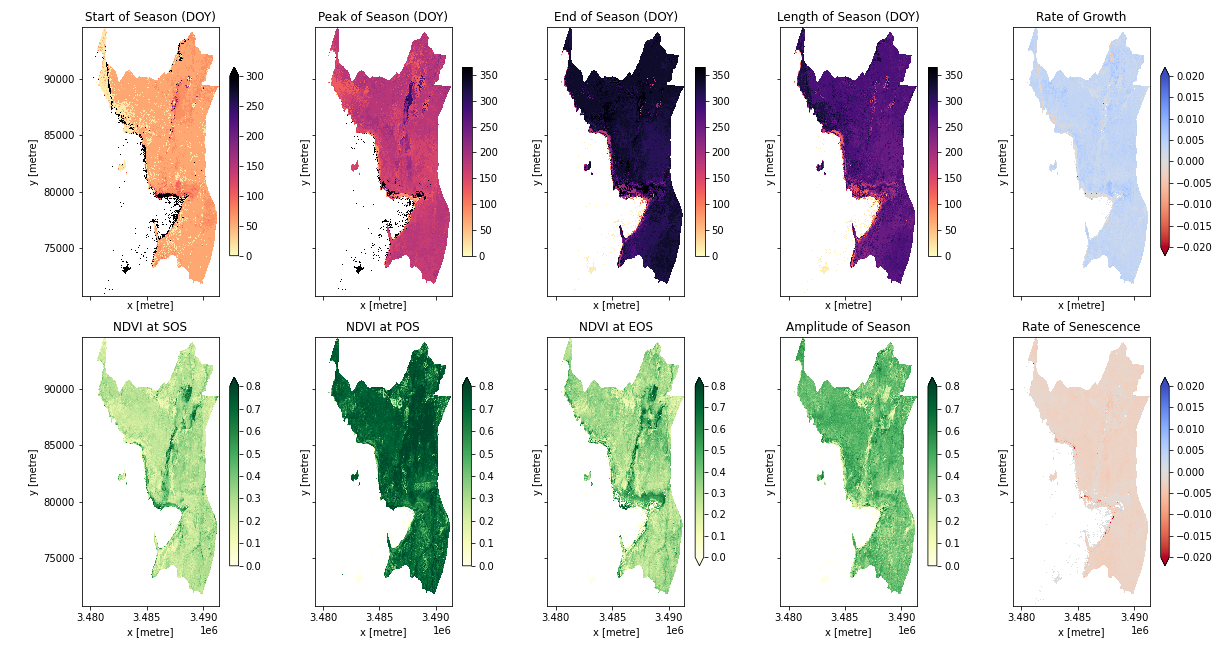 Start of Season (DOY)
Peak of Season (DOY)
End of Season (DOY)
Length of Season (DOY)
Rate of Growth
y [metre]
90000
85000
80000
75000
300
250
200
150
100
50
0
x [metre]
y [metre]
350
300
250
200
150
100
50
0
x [metre]
y [metre]
350
300
250
200
150
100
50
0
x [metre]
y [metre]
350
300
250
200
150
100
50
0
x [metre]
y [metre]
0.020
0.015
0.010
0.005
0.000
−0.005
−0.010
−0.015
−0.020
x [metre]
NDVI at SOS
NDVI at POS
NDVI at EOS
Amplitude of Season
Rate of Senescence
y [metre]
90000
85000
80000
75000
0.8
0.7
0.6
0.5
0.4
0.3
0.2
0.1
0.0
3.480 3.485 3.490
1e6
x [metre]
y [metre]
0.8
0.7
0.6
0.5
0.4
0.3
0.2
0.1
0.0
3.480 3.485 3.490
1e6
x [metre]
y [metre]
0.8
0.7
0.6
0.5
0.4
0.3
0.2
0.1
0.0
3.480 3.485 3.490
1e6
x [metre]
y [metre]
0.8
0.7
0.6
0.5
0.4
0.3
0.2
0.1
0.0
3.480 3.485 3.490
1e6
x [metre]
y [metre]
0.020
0.015
0.010
0.005
0.000
−0.005
−0.010
−0.015
−0.020
3.480 3.485 3.490
1e6
x [metre]